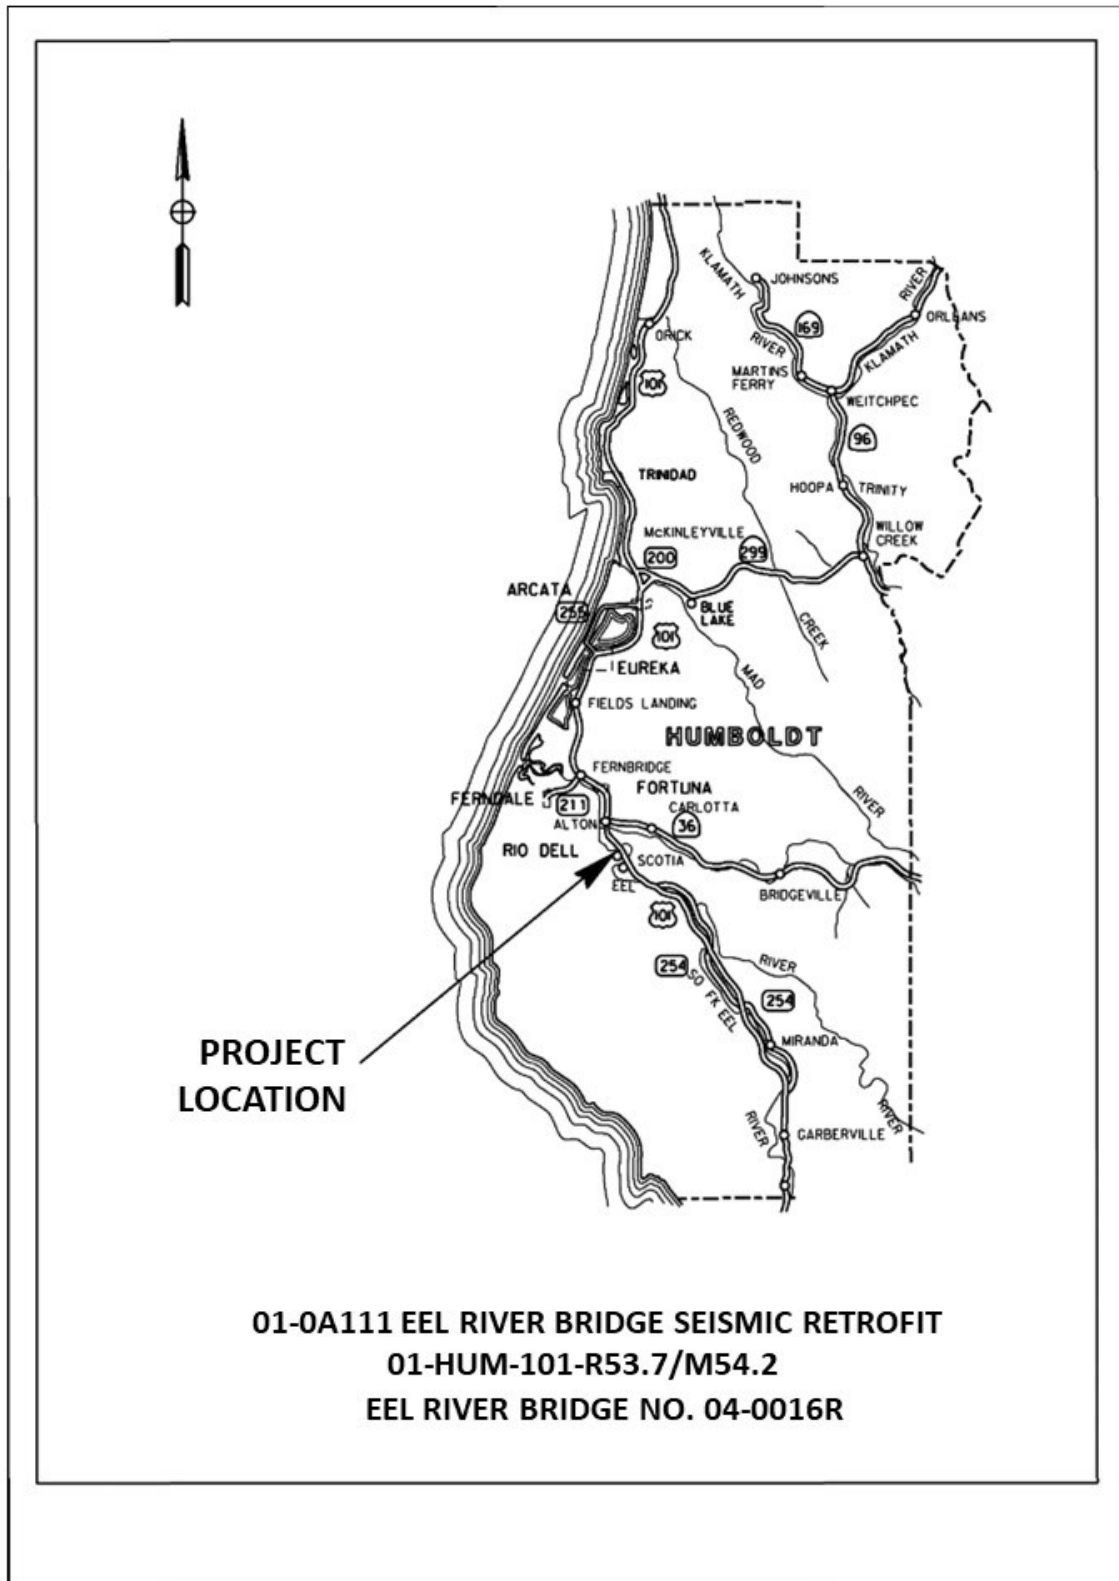 KLAMATH
JOHNSONS
RIVER
ORLEANS
169
ORICK
RIVER
KLAMATH
101
MARTINS
FERRY
WEITCHPEC
REDWOOD
96
TRINIDAD
HOOPA
TRINITY
McKINLEYVILLE
WILLOW
CREEK
200
299
ARCATA
255
BLUE
LAKE
CREEK
101
EUREKA
MAD
FIELDS LANDING
HUMBOLDT
FERNBRIDGE
FERNDALE
211
FORTUNA
CARLOTTA
RIVER
ALTON
36
RIO DELL
SCOTIA
EEL
BRIDGEVILLE
101
254
RIVER
SO FK EEL
254
MIRANDA
PROJECT
LOCATION
RIVER
RIVER
GARBERVILLE
01-0A111 EEL RIVER BRIDGE SEISMIC RETROFIT
01-HUM-101-R53.7/M54.2
EEL RIVER BRIDGE NO. 04-0016R